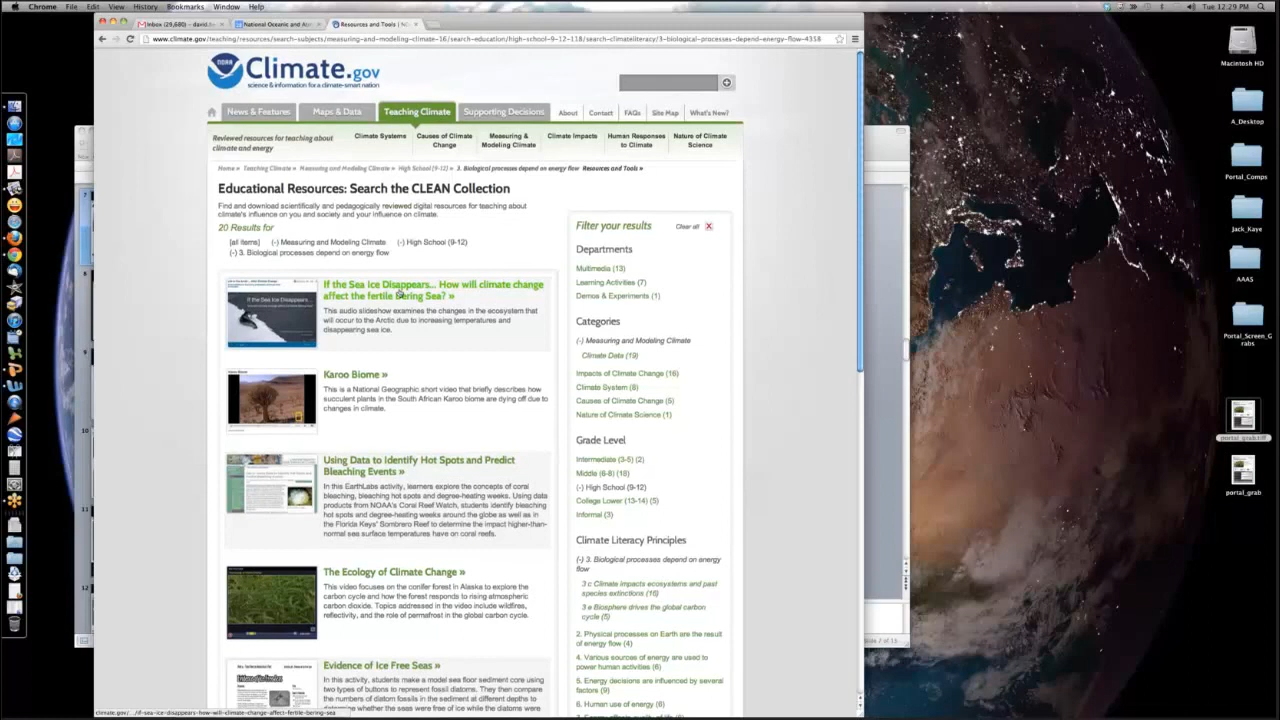 Chrome File Edit View History Bookmarks Window Help
Tue 12:29 PM
Inbox (29,680) - david.he
National Oceanic and Atm
Resources and Tools | NO
www.climate.gov/teaching/resources/search-subjects/measuring-and-modeling-climate-16/search-education/high-school-9-12-118/search-climateliteracy/3-biological-processes-depend-energy-flow-4358
NOAA
Climate.gov
science & information for a climate-smart nation
News & Features
Maps & Data
Teaching Climate
Supporting Decisions
About
Contact
FAQs
Site Map
What's New?
Reviewed resources for teaching about
climate and energy
Climate Systems
Causes of Climate
Change
Measuring &
Modeling Climate
Climate Impacts
Human Responses
to Climate
Nature of Climate
Science
Home » Teaching Climate » Measuring and Modeling Climate » High School (9-12) » 3. Biological processes depend on energy flow Resources and Tools »
Educational Resources: Search the CLEAN Collection
Find and download scientifically and pedagogically reviewed digital resources for teaching about
climate's influence on you and society and your influence on climate.
20 Results for
[all items] (-) Measuring and Modeling Climate (-) High School (9-12)
(-) 3. Biological processes depend on energy flow
If the Sea Ice Disappears...
If the Sea Ice Disappears... How will climate change
affect the fertile Bering Sea? »
This audio slideshow examines the changes in the ecosystem that
will occur to the Arctic due to increasing temperatures and
disappearing sea ice.
Karoo Biome »
This is a National Geographic short video that briefly describes how
succulent plants in the South African Karoo biome are dying off due to
changes in climate.
Using Data to Identify Hot Spots and Predict
Bleaching Events »
In this EarthLabs activity, learners explore the concepts of coral
bleaching, bleaching hot spots and degree-heating weeks. Using data
products from NOAA's Coral Reef Watch, students identify bleaching
hot spots and degree-heating weeks around the globe as well as in
the Florida Keys' Sombrero Reef to determine the impact higher-than-
normal sea surface temperatures have on coral reefs.
The Ecology of Climate Change »
This video focuses on the conifer forest in Alaska to explore the
carbon cycle and how the forest responds to rising atmospheric
carbon dioxide. Topics addressed in the video include wildfires,
reflectivity, and the role of permafrost in the global carbon cycle.
Evidence of Ice Free Seas »
In this activity, students make a model sea floor sediment core using
two types of buttons to represent fossil diatoms. They then compare
the numbers of diatom fossils in the sediment at different depths to
determine whether the seas were free of ice while the diatoms were
Filter your results
Clear all X
Departments
Multimedia (13)
Learning Activities (7)
Demos & Experiments (1)
Categories
(-) Measuring and Modeling Climate
Climate Data (19)
Impacts of Climate Change (16)
Climate System (8)
Causes of Climate Change (5)
Nature of Climate Science (1)
Grade Level
Intermediate (3-5) (2)
Middle (6-8) (18)
(-) High School (9-12)
College Lower (13-14) (5)
Informal (3)
Climate Literacy Principles
(-) 3. Biological processes depend on energy
flow
3 c Climate impacts ecosystems and past
species extinctions (16)
3 e Biosphere drives the global carbon
cycle (5)
2. Physical processes on Earth are the result
of energy flow (4)
4. Various sources of energy are used to
power human activities (6)
5. Energy decisions are influenced by several
factors (9)
6. Human use of energy (6)
climate.gov/.../if-sea-ice-disappears-how-will-climate-change-affect-fertile-bering-sea
7
8
9
10
11
12
Macintosh HD
A_Desktop
Portal_Comps
Jack_Kaye
AAAS
Portal_Screen_G
rabs
portal_grab.tiff
portal_grab